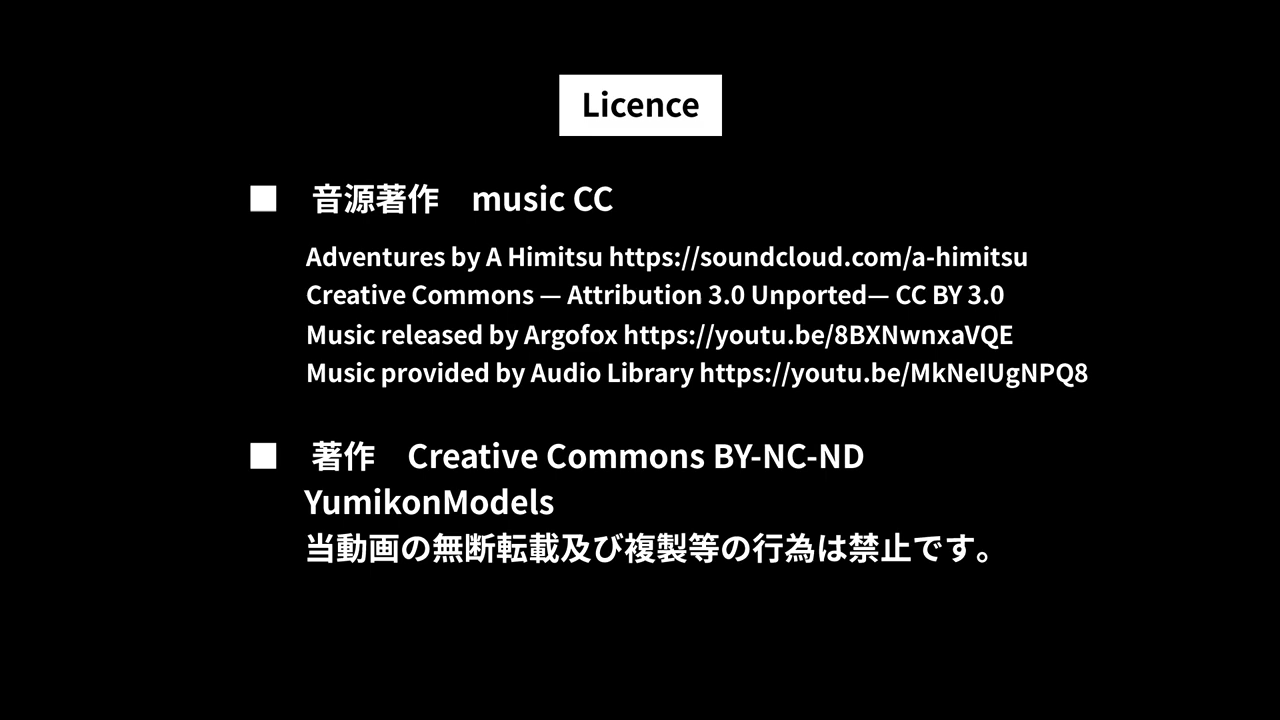 Licence
■ 音源著作 music CC
Adventures by A Himitsu https://soundcloud.com/a-himitsu
Creative Commons — Attribution 3.0 Unported— CC BY 3.0
Music released by Argofox https://youtu.be/8BXNwnxaVQE
Music provided by Audio Library https://youtu.be/MkNeIUgNPQ8
■ 著作 Creative Commons BY-NC-ND
YumikonModels
当動画の無断転載及び複製等の行為は禁止です。